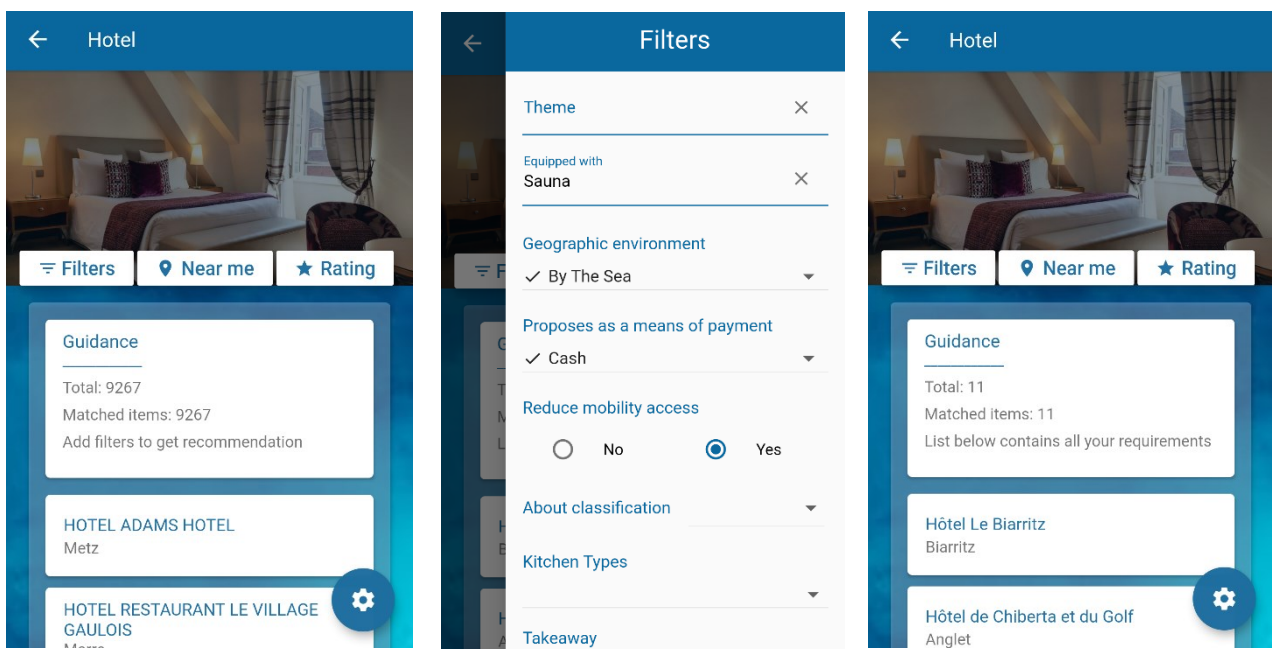 Hotel
Filters
Near me
Rating
Guidance
Total: 9267
Matched items: 9267
Add filters to get recommendation
HOTEL ADAMS HOTEL
Metz
HOTEL RESTAURANT LE VILLAGE
GAULOIS
Filters
Theme
Equipped with
Sauna
Geographic environment
By The Sea
Proposes as a means of payment
Cash
Reduce mobility access
No Yes
About classification
Kitchen Types
Takeaway
Hotel
Filters
Near me
Rating
Guidance
Total: 11
Matched items: 11
List below contains all your requirements
Hôtel Le Biarritz
Biarritz
Hôtel de Chiberta et du Golf
Anglet